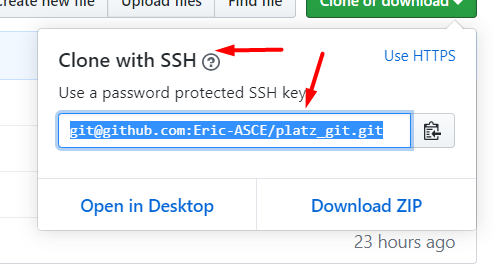 Create new file Upload files Find file Clone or download
Clone with SSH ?
Use HTTPS
Use a password protected SSH key
git@github.com:Eric-ASCE/platz_git.git
Open in Desktop Download ZIP
23 hours ago